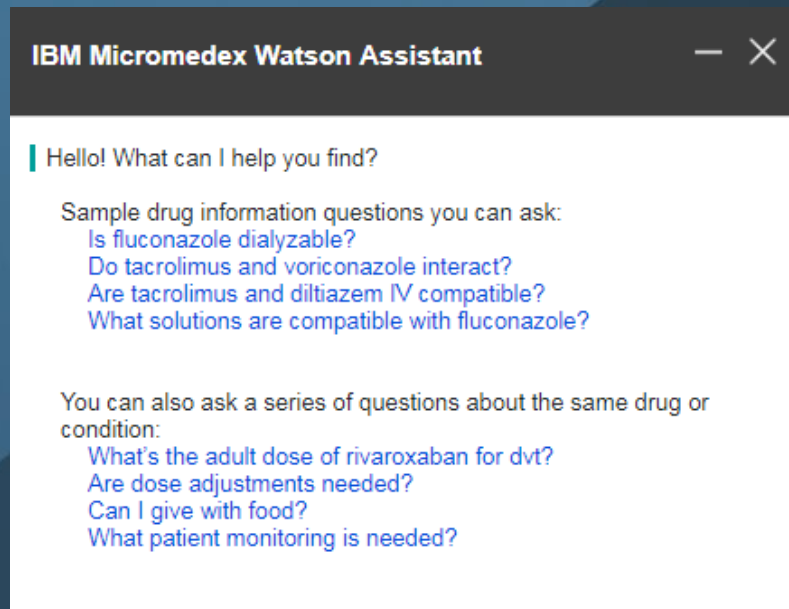 IBM Micromedex Watson Assistant
Hello! What can I help you find?
Sample drug information questions you can ask:
Is fluconazole dialyzable?
Do tacrolimus and voriconazole interact?
Are tacrolimus and diltiazem IV compatible?
What solutions are compatible with fluconazole?
You can also ask a series of questions about the same drug or
condition:
What's the adult dose of rivaroxaban for dvt?
Are dose adjustments needed?
Can I give with food?
What patient monitoring is needed?